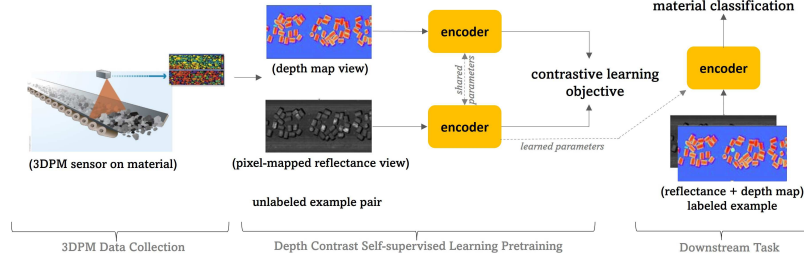 material classification
encoder
(depth map view)
encoder
shared
parameters
contrastive learning
objective
encoder
learned parameters
(3DPM sensor on material)
(pixel-mapped reflectance view)
(reflectance + depth map)
labeled example
unlabeled example pair
3DPM Data Collection
Depth Contrast Self-supervised Learning Pretraining
Downstream Task